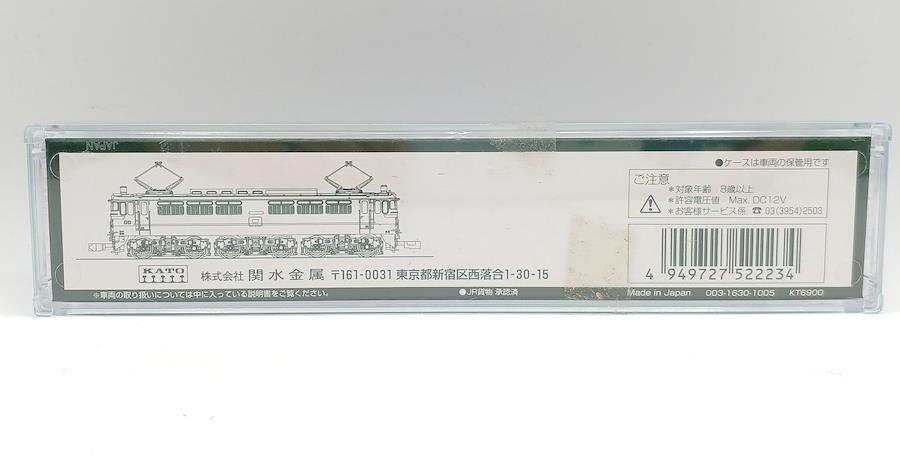 JAPAN
●ケースは車両の保管用です
ご注意
＊対象年齢 8歳以上
＊許容電圧値 Max. DC12V
＊お客様サービス係 ☎ 03(3954)2503
KATO
株式会社 関水金属 〒161-0031 東京都新宿区西落合1-30-15
4 949727 522234
※車両の取り扱いについては中に入っている説明書をご覧ください。
●JR貨物 承認済
Made in Japan 003-1630-1005 KT6900